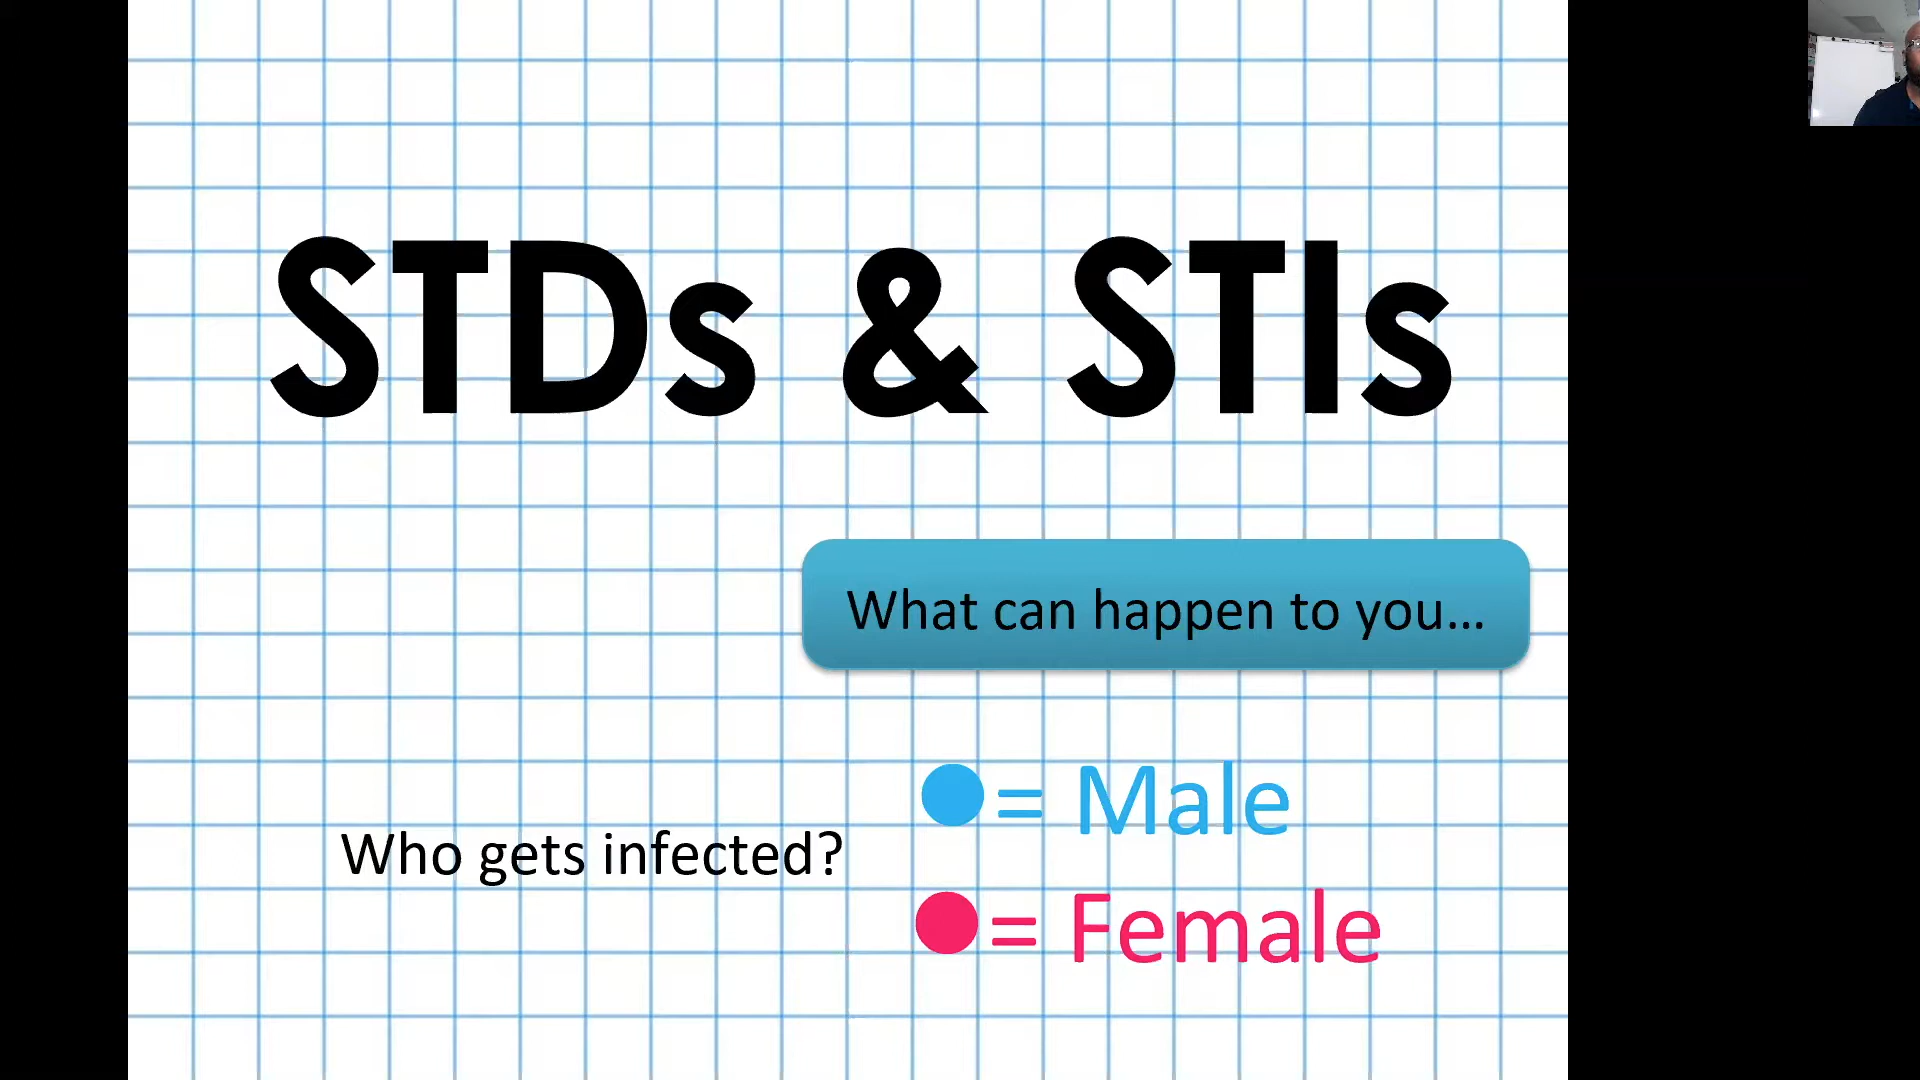 STDs & STIs
What can happen to you...
Who gets infected?
= Male
= Female